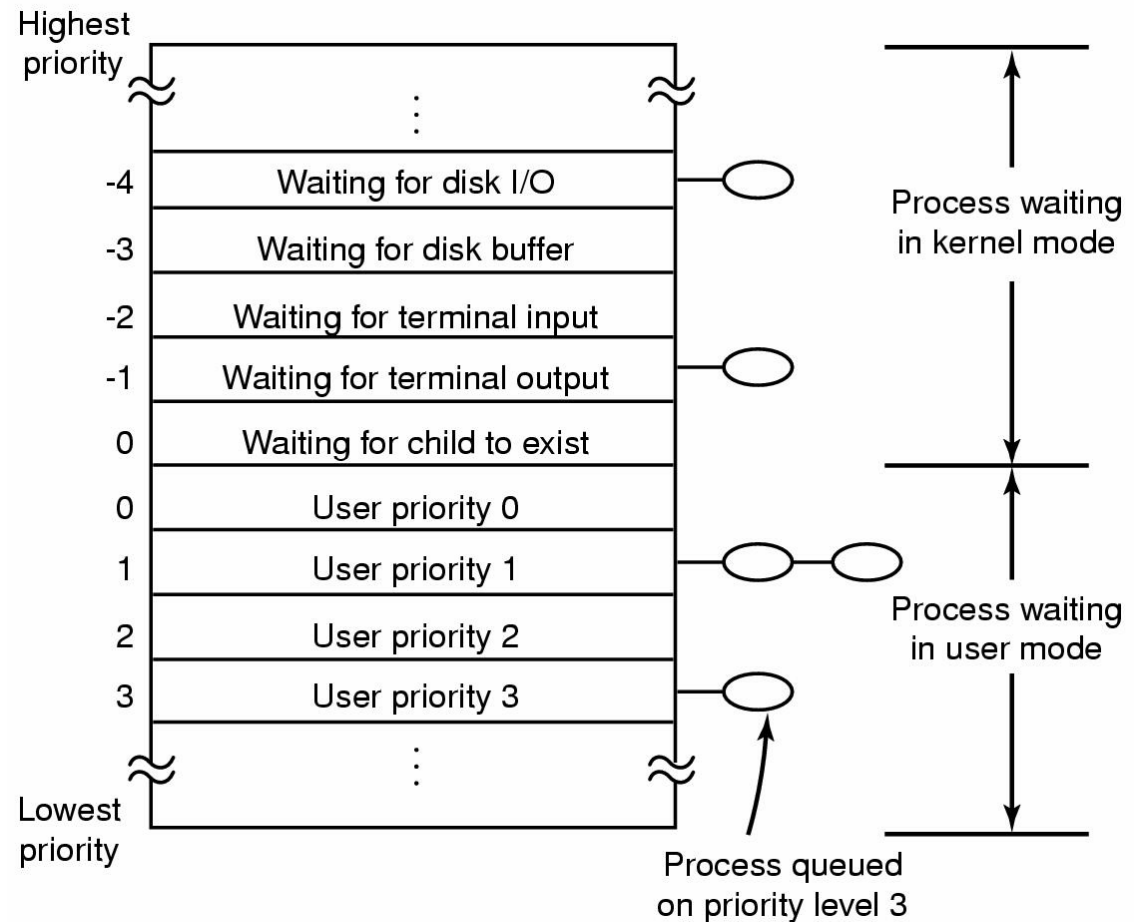 Highest
priority
⋮
-4 Waiting for disk I/O
-3 Waiting for disk buffer
-2 Waiting for terminal input
-1 Waiting for terminal output
0 Waiting for child to exist
0 User priority 0
1 User priority 1
2 User priority 2
3 User priority 3
⋮
Lowest
priority
Process waiting
in kernel mode
Process waiting
in user mode
Process queued
on priority level 3